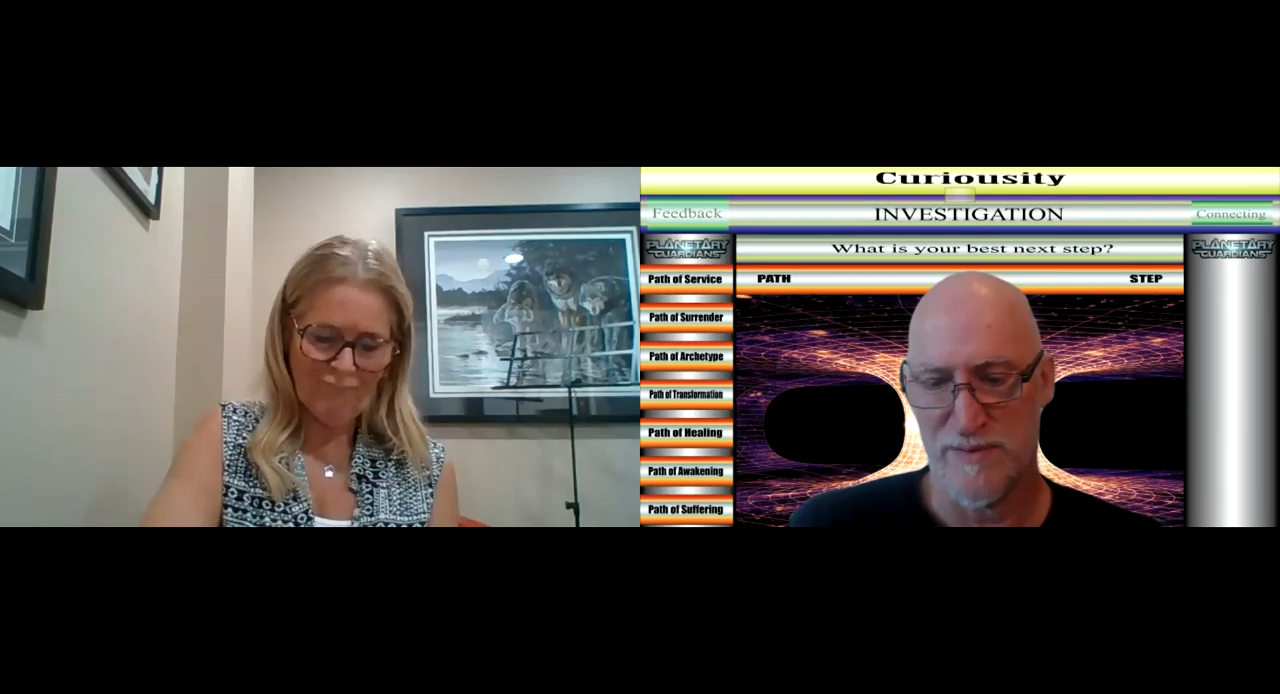 Curiousity
Feedback
INVESTIGATION
Connecting
PLANETARY
GUARDIANS
What is your best next step?
PLANETARY
GUARDIANS
Path of Service
PATH
STEP
Path of Surrender
Path of Archetype
Path of Transformation
Path of Healing
Path of Awakening
Path of Suffering